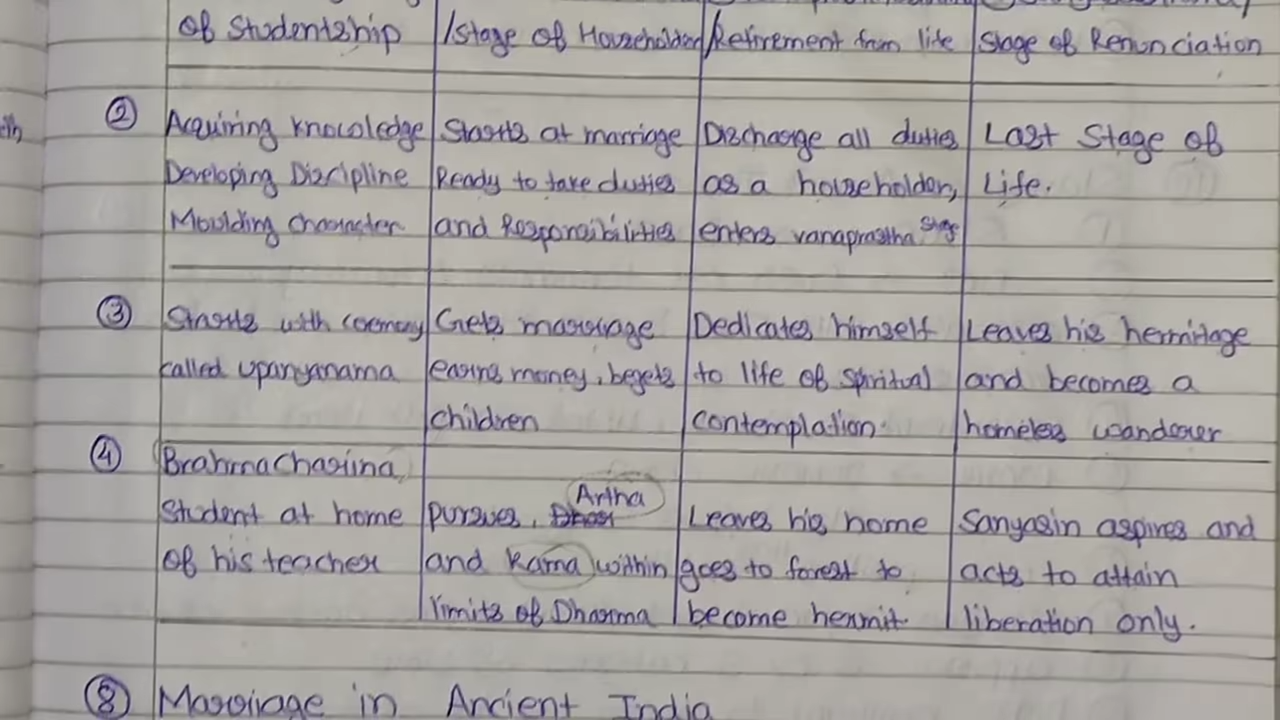 of Studentship | /Stage of Householder | /Retirement from life | Stage of Renunciation
② Acquiring knowledge | Starts at marriage | Discharge all duties | Last Stage of
Developing Discipline | Ready to take duties | as a householder, | Life.
Moulding character | and Responsibilities | enters vanaprastha Stage
③ Starts with ceremony | Gets marriage | Dedicates himself | Leaves his hermitage
called upanyanama | earns money, begets | to life of spiritual | and becomes a
children | contemplation. | homeless wanderer
④ Brahmacharina,
Student at home | pursues, Artha | Leaves his home | Sanyasin aspires and
of his teacher | and Kama within | goes to forest to | acts to attain
limits of Dharma | become hermit. | liberation only.
⑧ Marriage in Ancient India